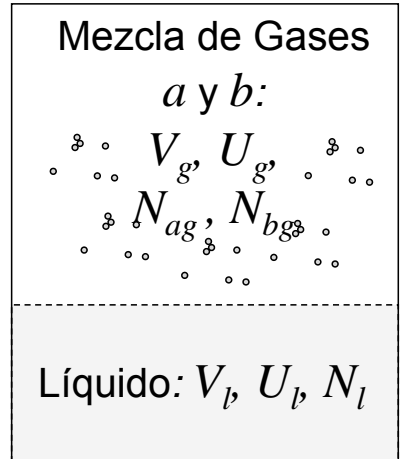 Mezcla de Gases
a y b:
V_g, U_g,
N_ag, N_bg
Líquido: V_l, U_l, N_l